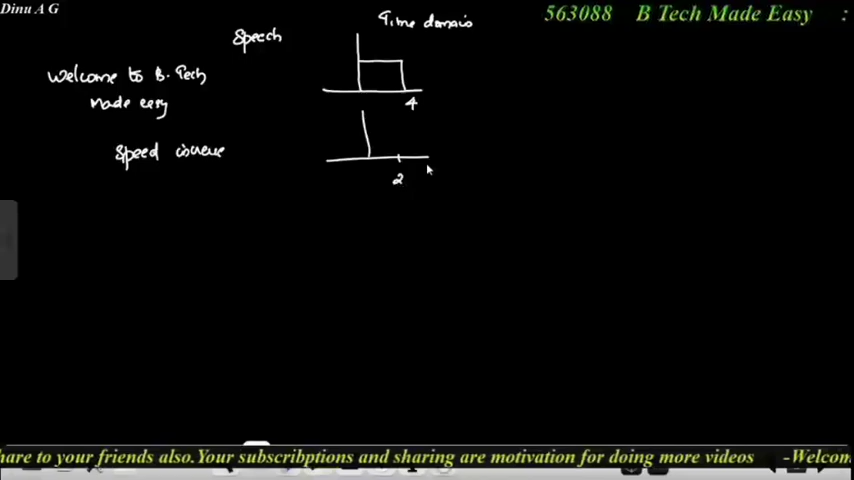 Dinu A G
563088 B Tech Made Easy :
Time domain
Speech
Welcome to B. Tech
made easy
4
Speed
2
hare to your friends also.Your subscribptions and sharing are motivation for doing more videos -Welcom